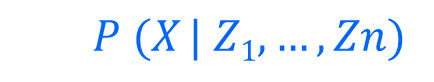 P (X | Z₁, ... , Zn)